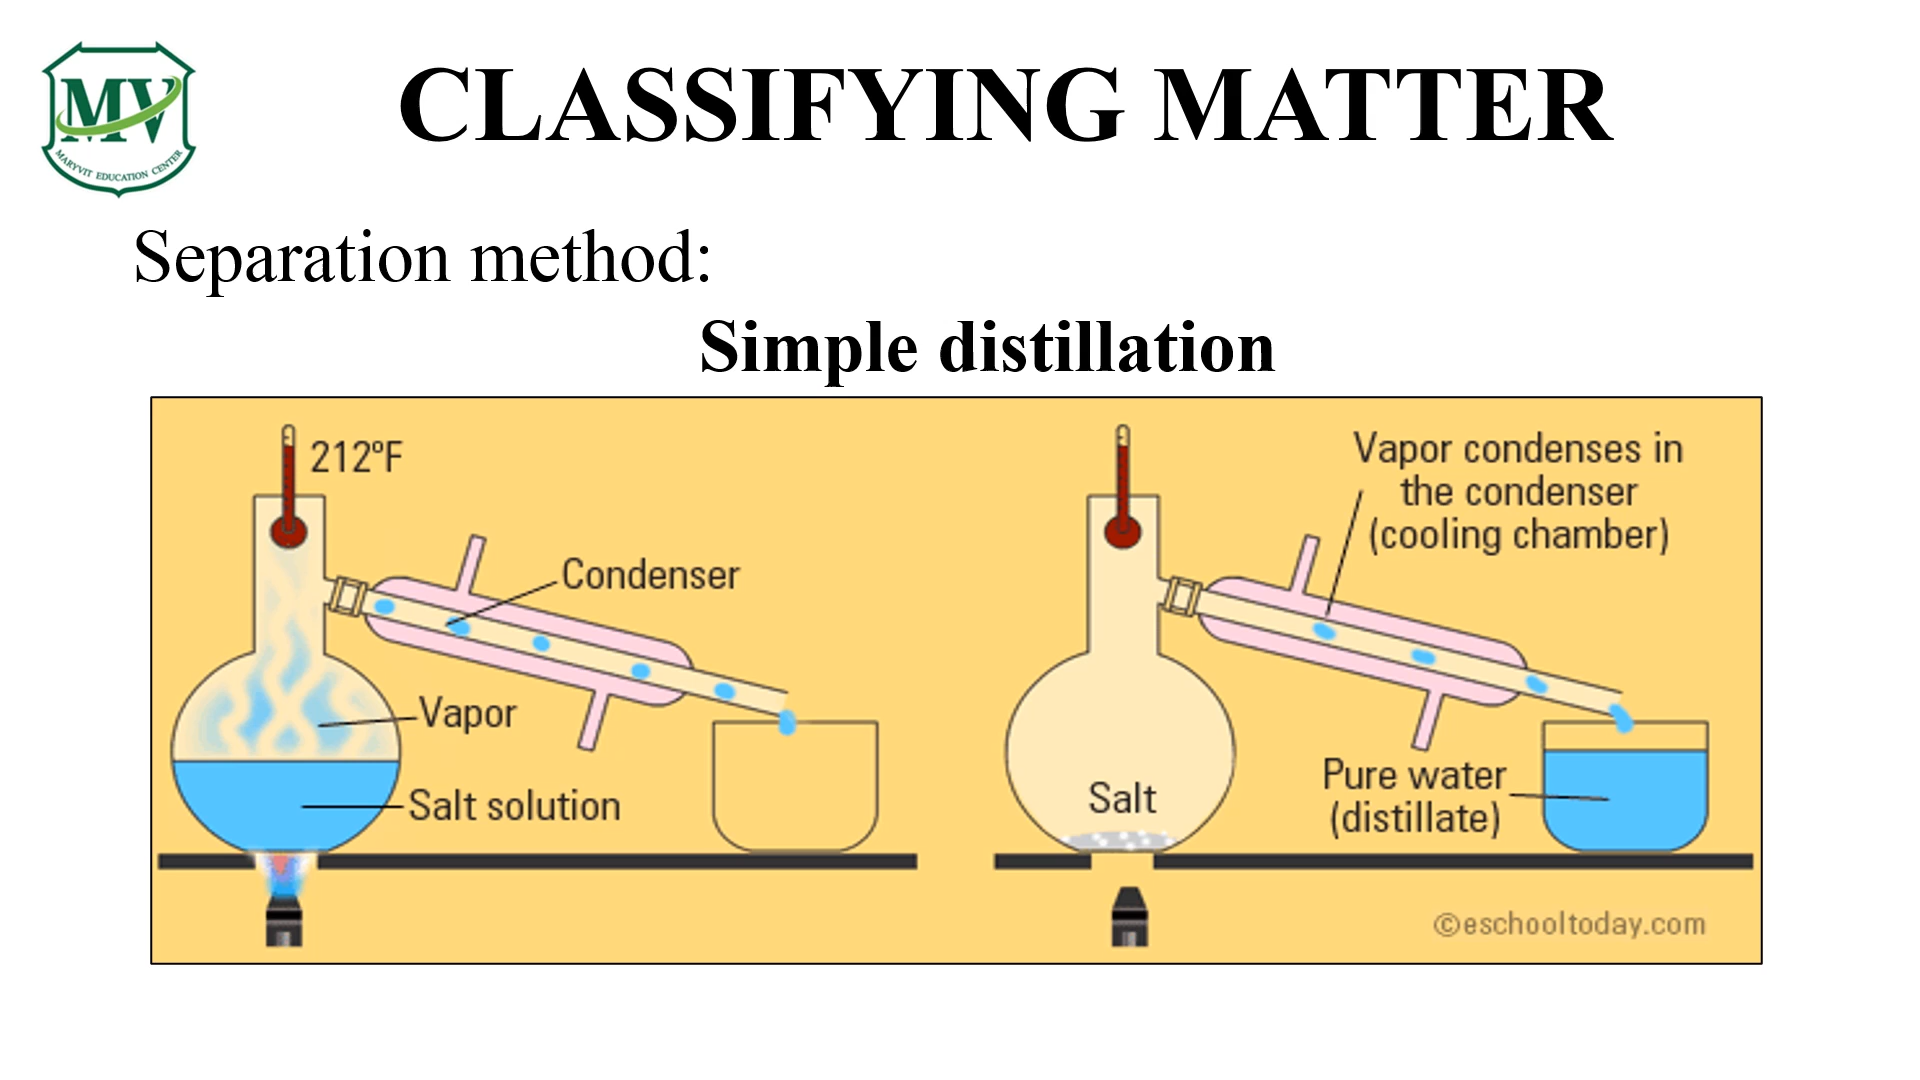 MV
MARYVIT EDUCATION CENTER
CLASSIFYING MATTER
Separation method:
Simple distillation
212ºF
Condenser
Vapor
Salt solution
Vapor condenses in
the condenser
(cooling chamber)
Salt
Pure water
(distillate)
©eschooltoday.com